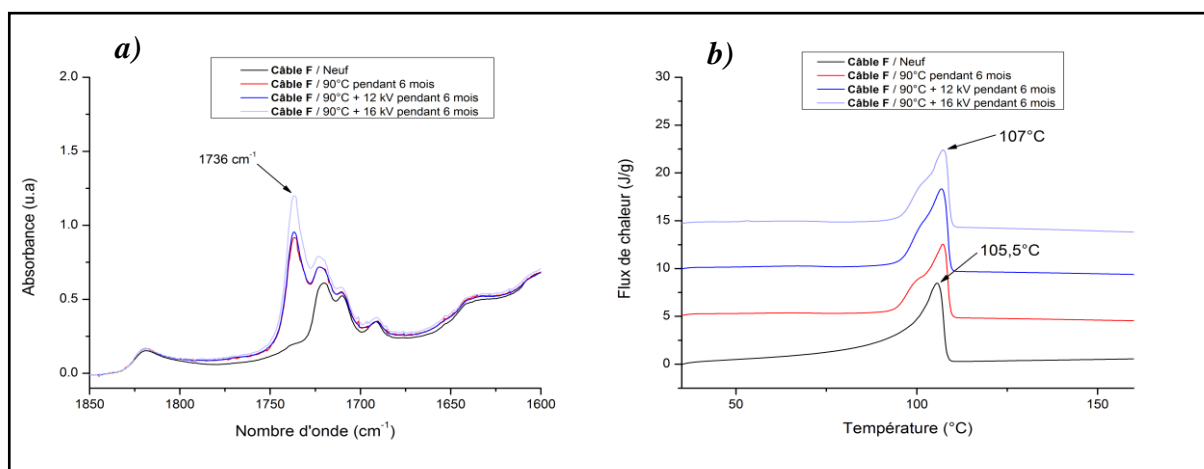 a)
Câble F / Neuf
Câble F / 90°C pendant 6 mois
Câble F / 90°C + 12 kV pendant 6 mois
Câble F / 90°C + 16 kV pendant 6 mois
1736 cm⁻¹
Absorbance (u.a)
2.0
1.5
1.0
0.5
0.0
1850 1800 1750 1700 1650 1600
Nombre d'onde (cm⁻¹)
b)
Câble F / Neuf
Câble F / 90°C pendant 6 mois
Câble F / 90°C + 12 kV pendant 6 mois
Câble F / 90°C + 16 kV pendant 6 mois
107°C
105,5°C
Flux de chaleur (J/g)
35
30
25
20
15
10
5
0
50 100 150
Température (°C)